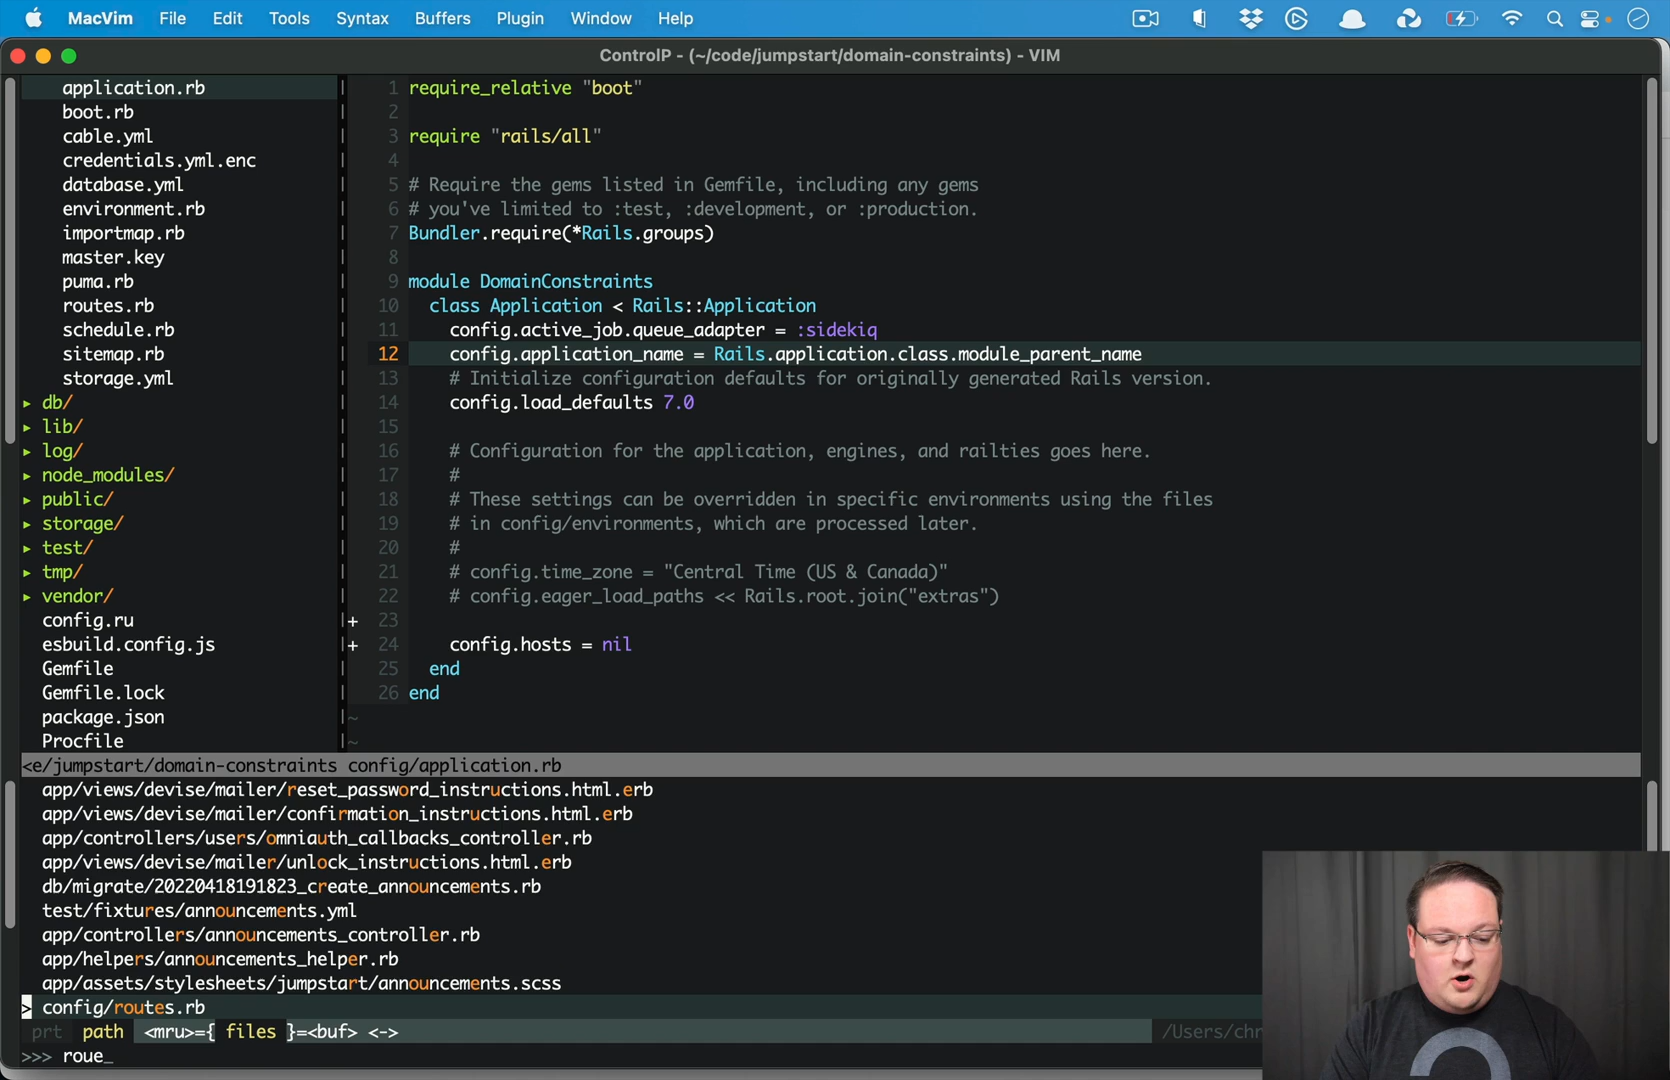 MacVim File Edit Tools Syntax Buffers Plugin Window Help
ControlP - (~/code/jumpstart/domain-constraints) - VIM
application.rb
boot.rb
cable.yml
credentials.yml.enc
database.yml
environment.rb
importmap.rb
master.key
puma.rb
routes.rb
schedule.rb
sitemap.rb
storage.yml
▸ db/
▸ lib/
▸ log/
▸ node_modules/
▸ public/
▸ storage/
▸ test/
▸ tmp/
▸ vendor/
config.ru
esbuild.config.js
Gemfile
Gemfile.lock
package.json
Procfile
1 require_relative "boot"
2
3 require "rails/all"
4
5 # Require the gems listed in Gemfile, including any gems
6 # you've limited to :test, :development, or :production.
7 Bundler.require(*Rails.groups)
8
9 module DomainConstraints
10   class Application < Rails::Application
11     config.active_job.queue_adapter = :sidekiq
12     config.application_name = Rails.application.class.module_parent_name
13     # Initialize configuration defaults for originally generated Rails version.
14     config.load_defaults 7.0
15
16     # Configuration for the application, engines, and railties goes here.
17     #
18     # These settings can be overridden in specific environments using the files
19     # in config/environments, which are processed later.
20     #
21     # config.time_zone = "Central Time (US & Canada)"
22     # config.eager_load_paths << Rails.root.join("extras")
+ 23
+ 24     config.hosts = nil
25   end
26 end
~
~
<e/jumpstart/domain-constraints config/application.rb
app/views/devise/mailer/reset_password_instructions.html.erb
app/views/devise/mailer/confirmation_instructions.html.erb
app/controllers/users/omniauth_callbacks_controller.rb
app/views/devise/mailer/unlock_instructions.html.erb
db/migrate/20220418191823_create_announcements.rb
test/fixtures/announcements.yml
app/controllers/announcements_controller.rb
app/helpers/announcements_helper.rb
app/assets/stylesheets/jumpstart/announcements.scss
> config/routes.rb
prt path <mru>={ files }=<buf> <-> /Users/chr
>>> roue_